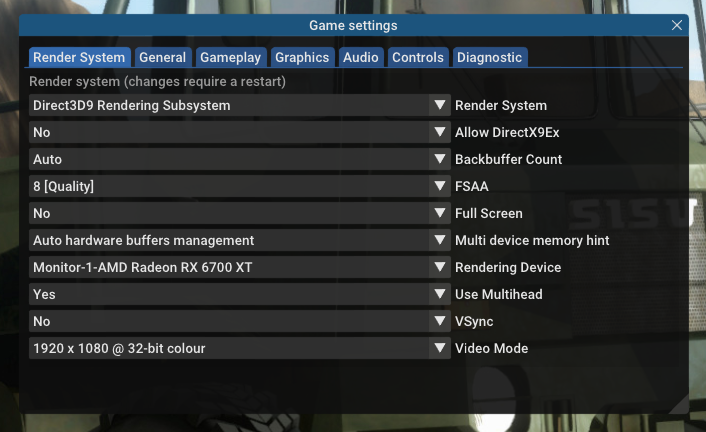 Game settings
Render System General Gameplay Graphics Audio Controls Diagnostic
Render system (changes require a restart)
Direct3D9 Rendering Subsystem Render System
No Allow DirectX9Ex
Auto Backbuffer Count
8 [Quality] FSAA
No Full Screen
Auto hardware buffers management Multi device memory hint
Monitor-1-AMD Radeon RX 6700 XT Rendering Device
Yes Use Multihead
No VSync
1920 x 1080 @ 32-bit colour Video Mode
SISU